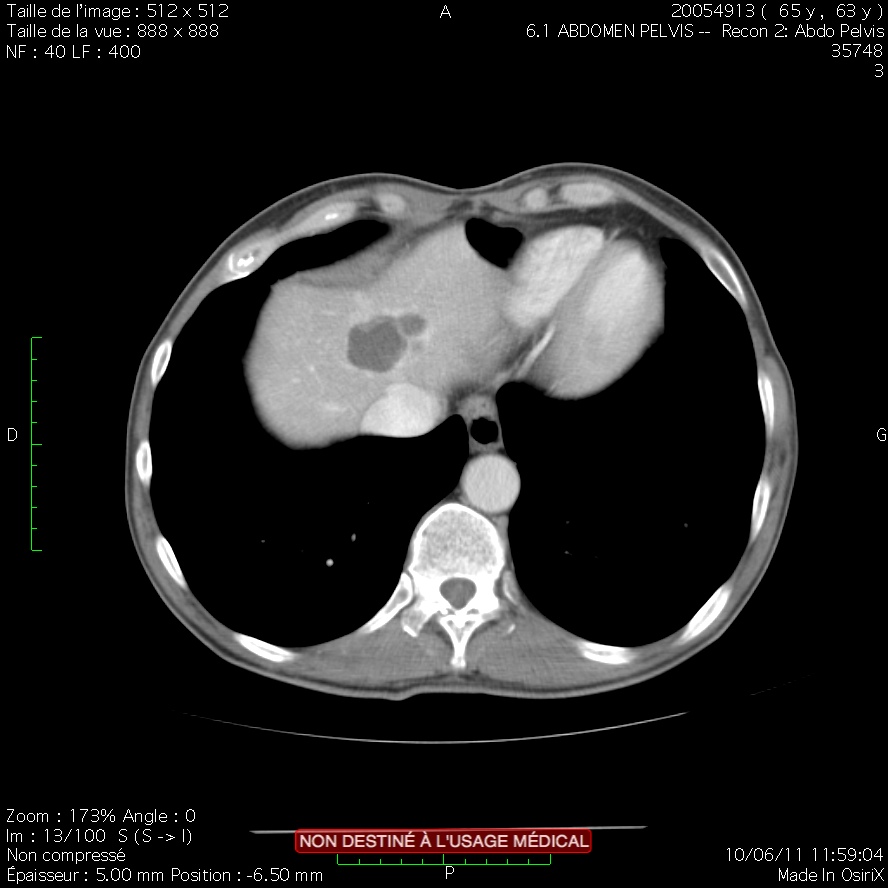 Taille de l'image : 512 x 512
Taille de la vue : 888 x 888
NF : 40 LF : 400
A
20054913 ( 65 y, 63 y )
6.1 ABDOMEN PELVIS -- Recon 2: Abdo Pelvis
35748
3
D
G
Zoom : 173% Angle : 0
Im : 13/100 S (S -> I)
Non compressé
Épaisseur : 5.00 mm Position : -6.50 mm
NON DESTINÉ À L'USAGE MÉDICAL
P
10/06/11 11:59:04
Made In OsiriX